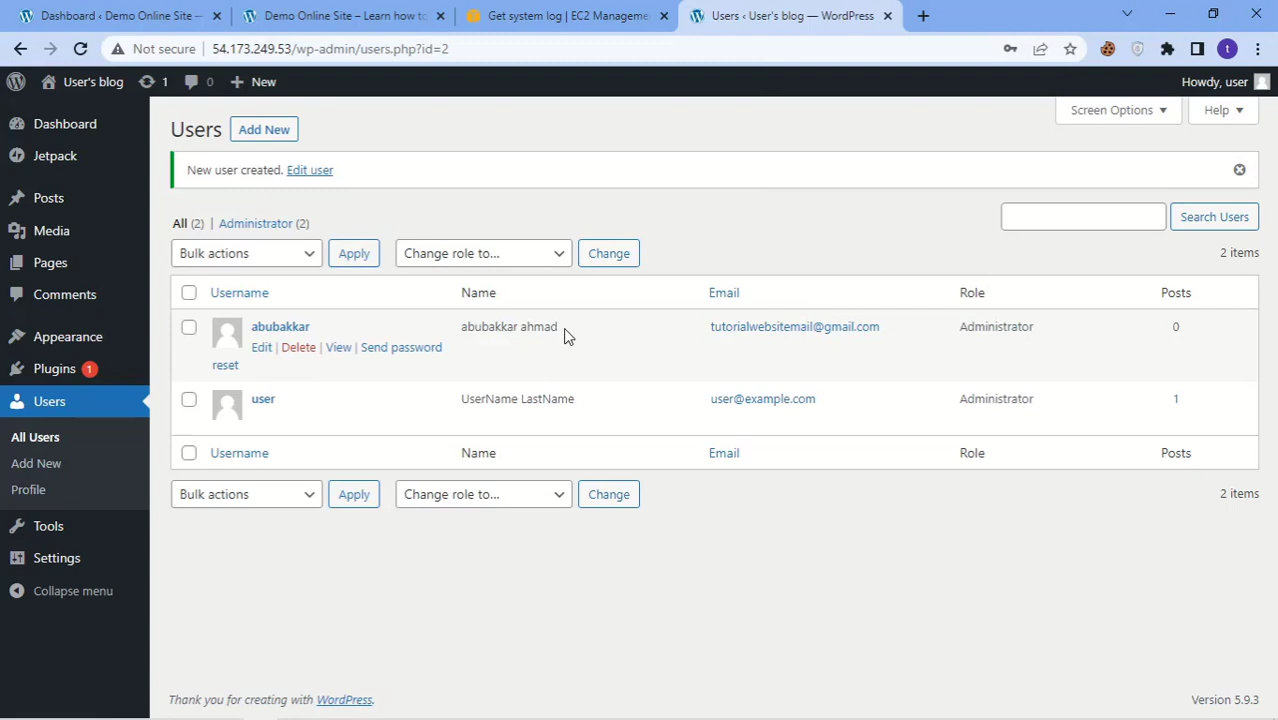 Dashboard ‹ Demo Online Site —
Demo Online Site – Learn how to
Get system log | EC2 Manageme
Users ‹ User's blog — WordPress
Not secure 54.173.249.53/wp-admin/users.php?id=2
t
User's blog 1 0 New Howdy, user
Screen Options Help
Dashboard
Jetpack
Posts
Media
Pages
Comments
Appearance
Plugins 1
Users
All Users
Add New
Profile
Tools
Settings
Collapse menu
Users Add New
New user created. Edit user
All (2) | Administrator (2)
Search Users
Bulk actions Apply Change role to... Change 2 items
Username Name Email Role Posts
abubakkar abubakkar ahmad tutorialwebsitemail@gmail.com Administrator 0
Edit | Delete | View | Send password
reset
user UserName LastName user@example.com Administrator 1
Username Name Email Role Posts
Bulk actions Apply Change role to... Change 2 items
Thank you for creating with WordPress. Version 5.9.3